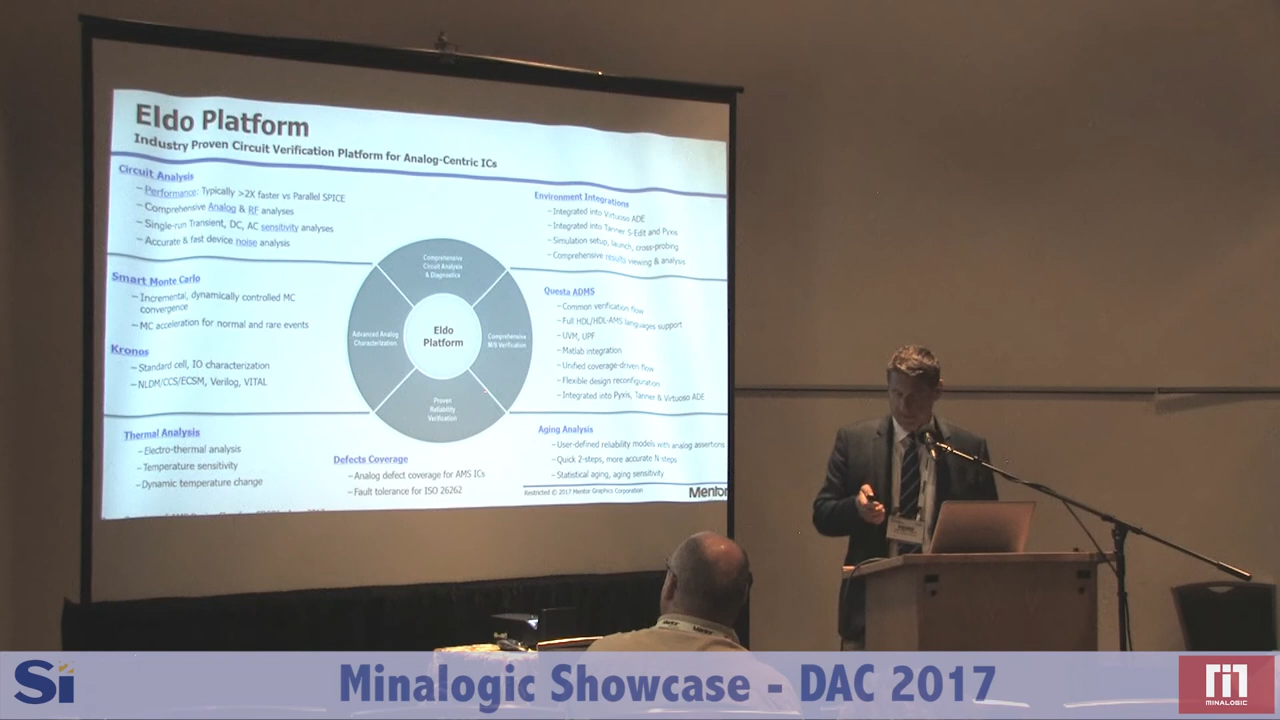 Eldo Platform
Industry Proven Circuit Verification Platform for Analog-Centric ICs
Circuit Analysis
– Performance: Typically >2X faster vs Parallel SPICE
– Comprehensive Analog & RF analyses
– Single-run Transient, DC, AC sensitivity analyses
– Accurate & fast device noise analysis
Smart Monte Carlo
– Incremental, dynamically controlled MC
convergence
– MC acceleration for normal and rare events
Kronos
– Standard cell, IO characterization
– NLDM/CCS/ECSM, Verilog, VITAL
Thermal Analysis
– Electro-thermal analysis
– Temperature sensitivity
– Dynamic temperature change
Comprehensive
Circuit Analysis
& Diagnostics
Advanced Analog
Characterization
Eldo
Platform
Comprehensive
M/S Verification
Proven
Reliability
Verification
Defects Coverage
– Analog defect coverage for AMS ICs
– Fault tolerance for ISO 26262
Environment Integrations
– Integrated into Virtuoso ADE
– Integrated into Tanner S-Edit and Pyxis
– Simulation setup, launch, cross-probing
– Comprehensive results viewing & analysis
Questa ADMS
– Common verification flow
– Full HDL/HDL-AMS languages support
– UVM, UPF
– Matlab integration
– Unified coverage-driven flow
– Flexible design reconfiguration
– Integrated into Pyxis, Tanner & Virtuoso ADE
Aging Analysis
– User-defined reliability models with analog assertions
– Quick 2-steps, more accurate N steps
– Statistical aging, aging sensitivity
Restricted © 2017 Mentor Graphics Corporation
Mentor
Si
Minalogic Showcase - DAC 2017
MINALOGIC